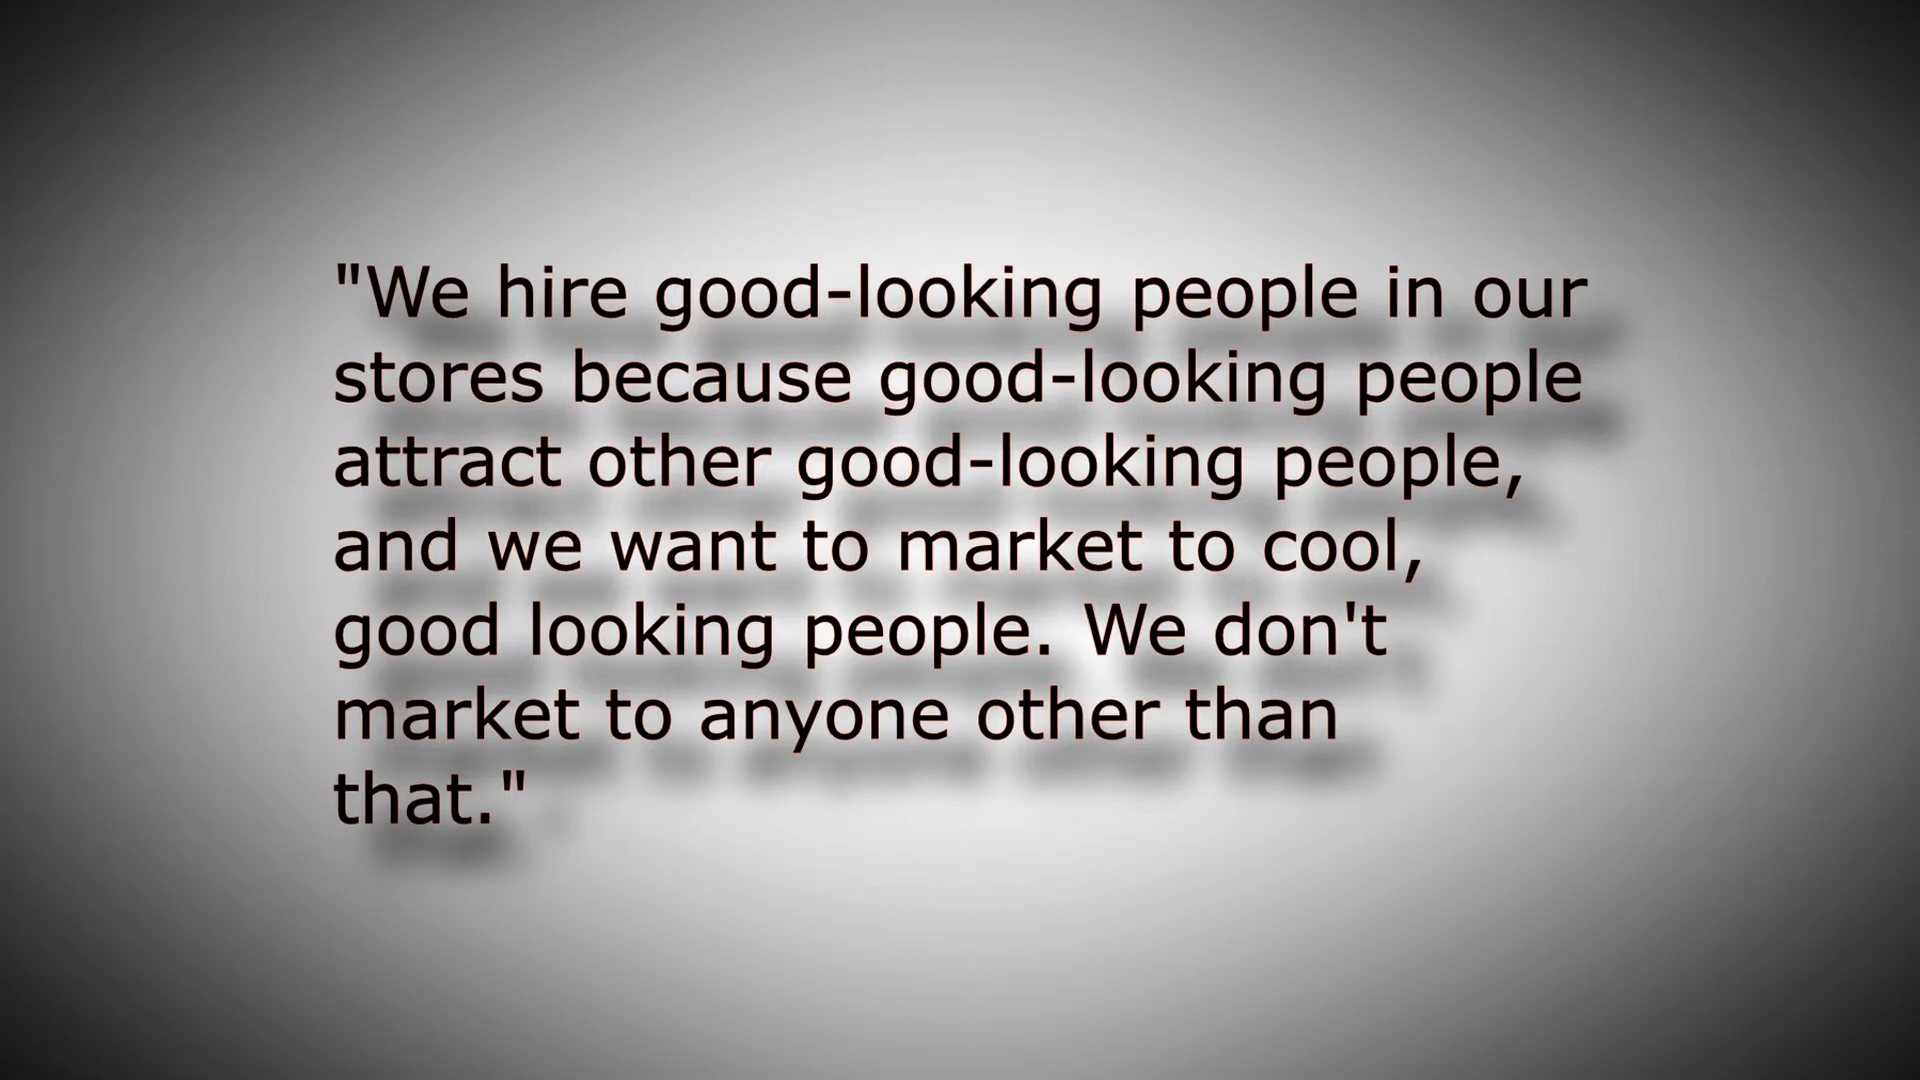 "We hire good-looking people in our
stores because good-looking people
attract other good-looking people,
and we want to market to cool,
good looking people. We don't
market to anyone other than
that."